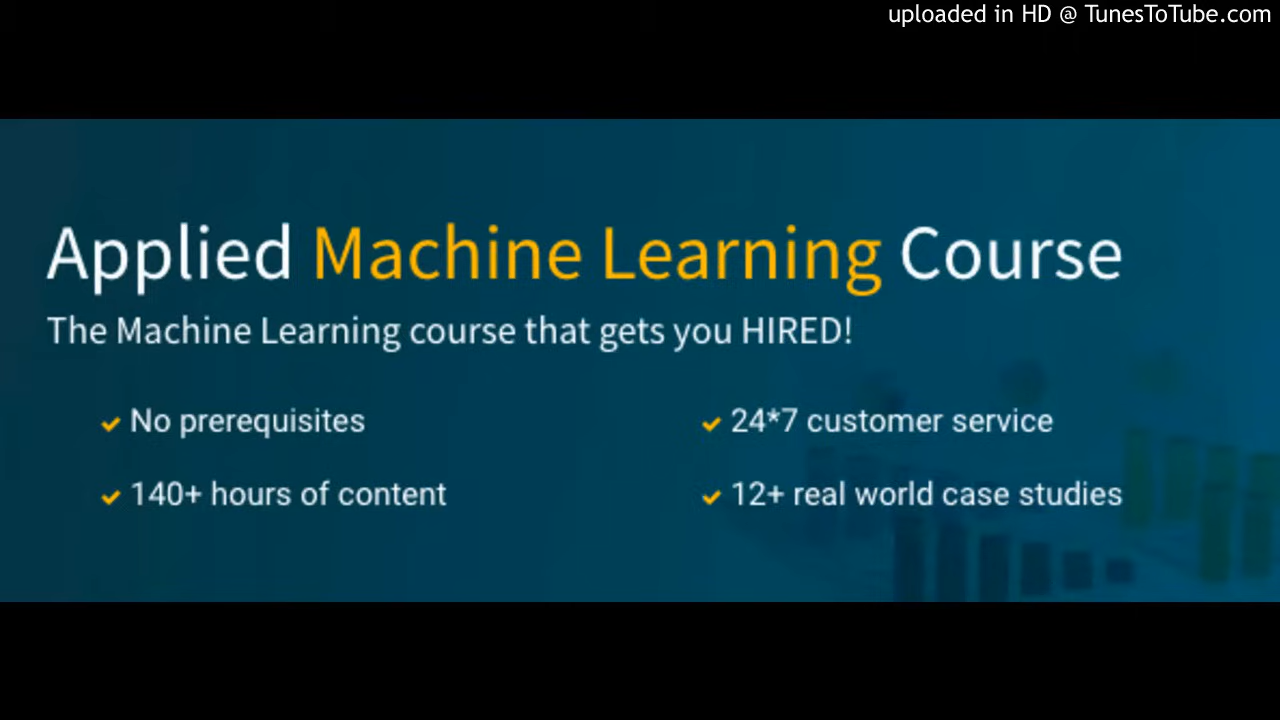 uploaded in HD @ TunesToTube.com
Applied Machine Learning Course
The Machine Learning course that gets you HIRED!
No prerequisites
24*7 customer service
140+ hours of content
12+ real world case studies